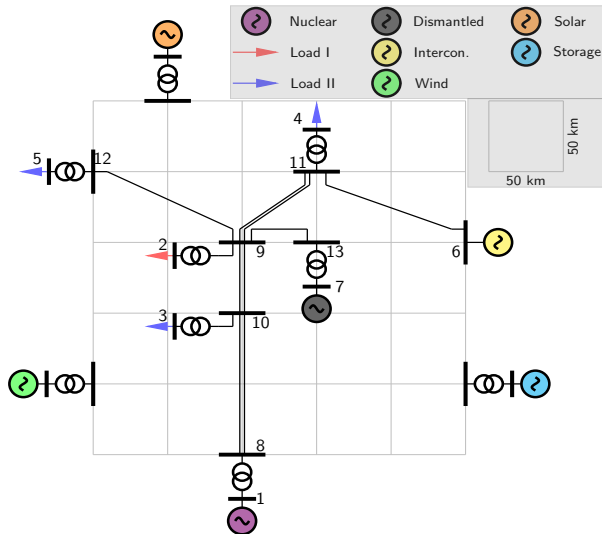 Nuclear Dismantled Solar
Load I Intercon. Storage
Load II Wind
4
50 km
5 12
11
50 km
2
9 13 6
7
3
10
8
1